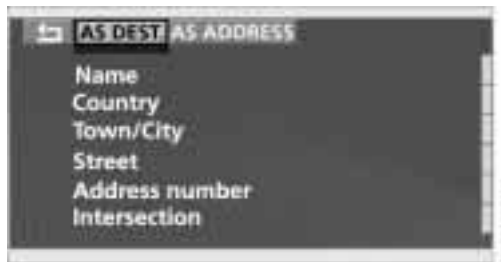 AS DEST AS ADDRESS
Name
Country
Town/City
Street
Address number
Intersection